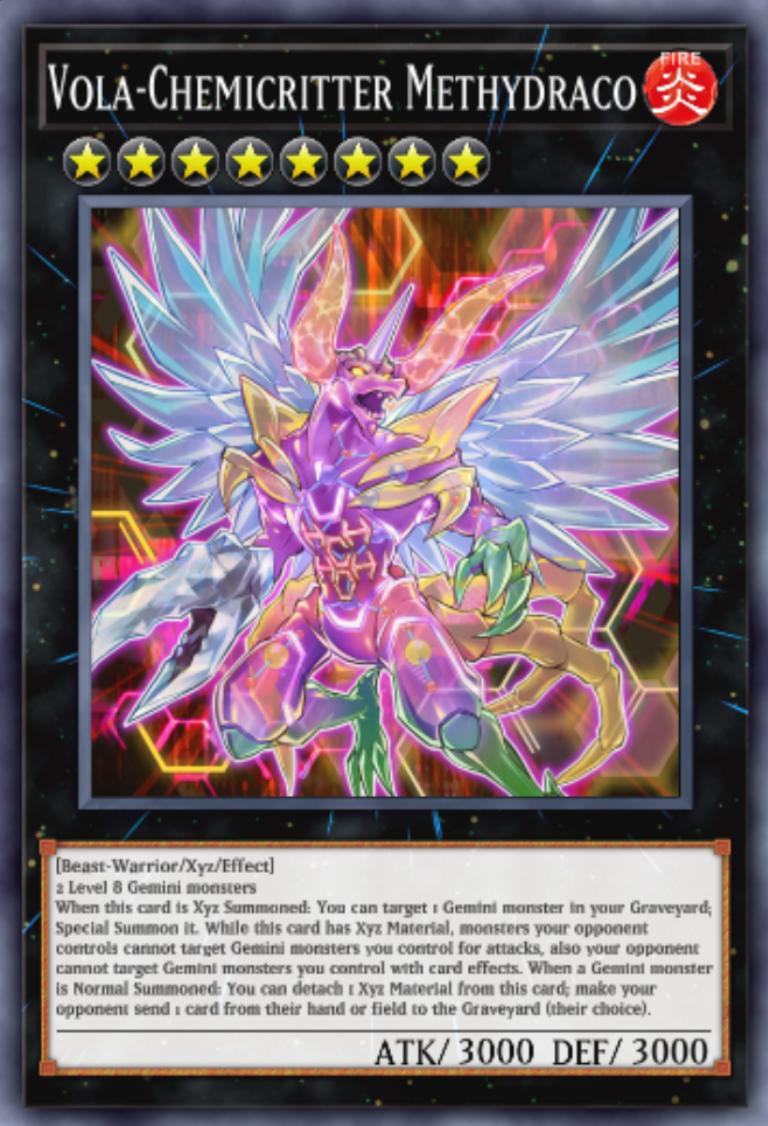 Vola-Chemicritter Methydraco
FIRE
炎
[Beast-Warrior/Xyz/Effect]
2 Level 8 Gemini monsters
When this card is Xyz Summoned: You can target 1 Gemini monster in your Graveyard;
Special Summon it. While this card has Xyz Material, monsters your opponent
controls cannot target Gemini monsters you control for attacks, also your opponent
cannot target Gemini monsters you control with card effects. When a Gemini monster
is Normal Summoned: You can detach 1 Xyz Material from this card; make your
opponent send 1 card from their hand or field to the Graveyard (their choice).
ATK/ 3000 DEF/ 3000